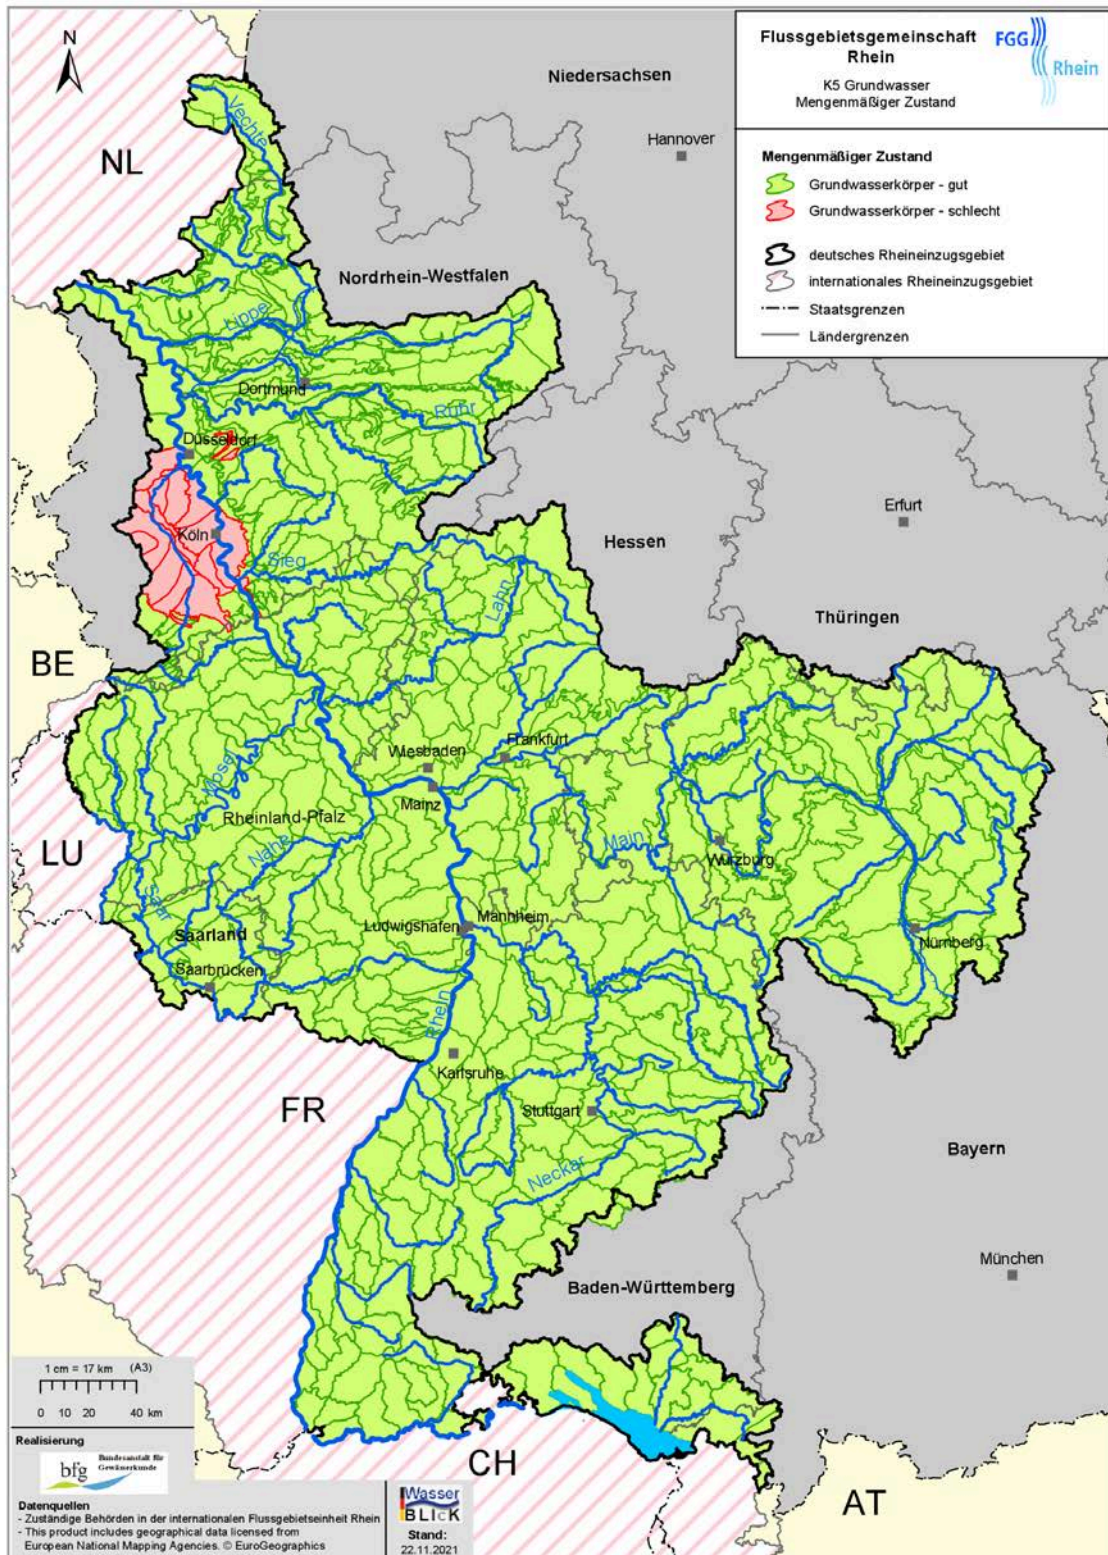 Flussgebietsgemeinschaft
Rhein
K5 Grundwasser
Mengenmäßiger Zustand
FGG
Rhein
Mengenmäßiger Zustand
Grundwasserkörper - gut
Grundwasserkörper - schlecht
deutsches Rheineinzugsgebiet
internationales Rheineinzugsgebiet
Staatsgrenzen
Ländergrenzen
N
Niedersachsen
Hannover
Vechte
NL
Nordrhein-Westfalen
Lippe
Dortmund
Ruhr
Düsseldorf
Erfurt
Köln
Hessen
Sieg
Lahn
Thüringen
BE
Frankfurt
Wiesbaden
Mosel
Mainz
Rheinland-Pfalz
Main
Nahe
Würzburg
LU
Saar
Mannheim
Ludwigshafen
Saarland
Nürnberg
Saarbrücken
Rhein
Karlsruhe
FR
Stuttgart
Bayern
Neckar
München
Baden-Württemberg
CH
AT
1 cm = 17 km (A3)
0 10 20 40 km
Realisierung
bfg
Bundesanstalt für
Gewässerkunde
Datenquellen
- Zuständige Behörden in der internationalen Flussgebietseinheit Rhein
- This product includes geographical data licensed from
European National Mapping Agencies. © EuroGeographics
Wasser
BLIcK
Stand:
22.11.2021